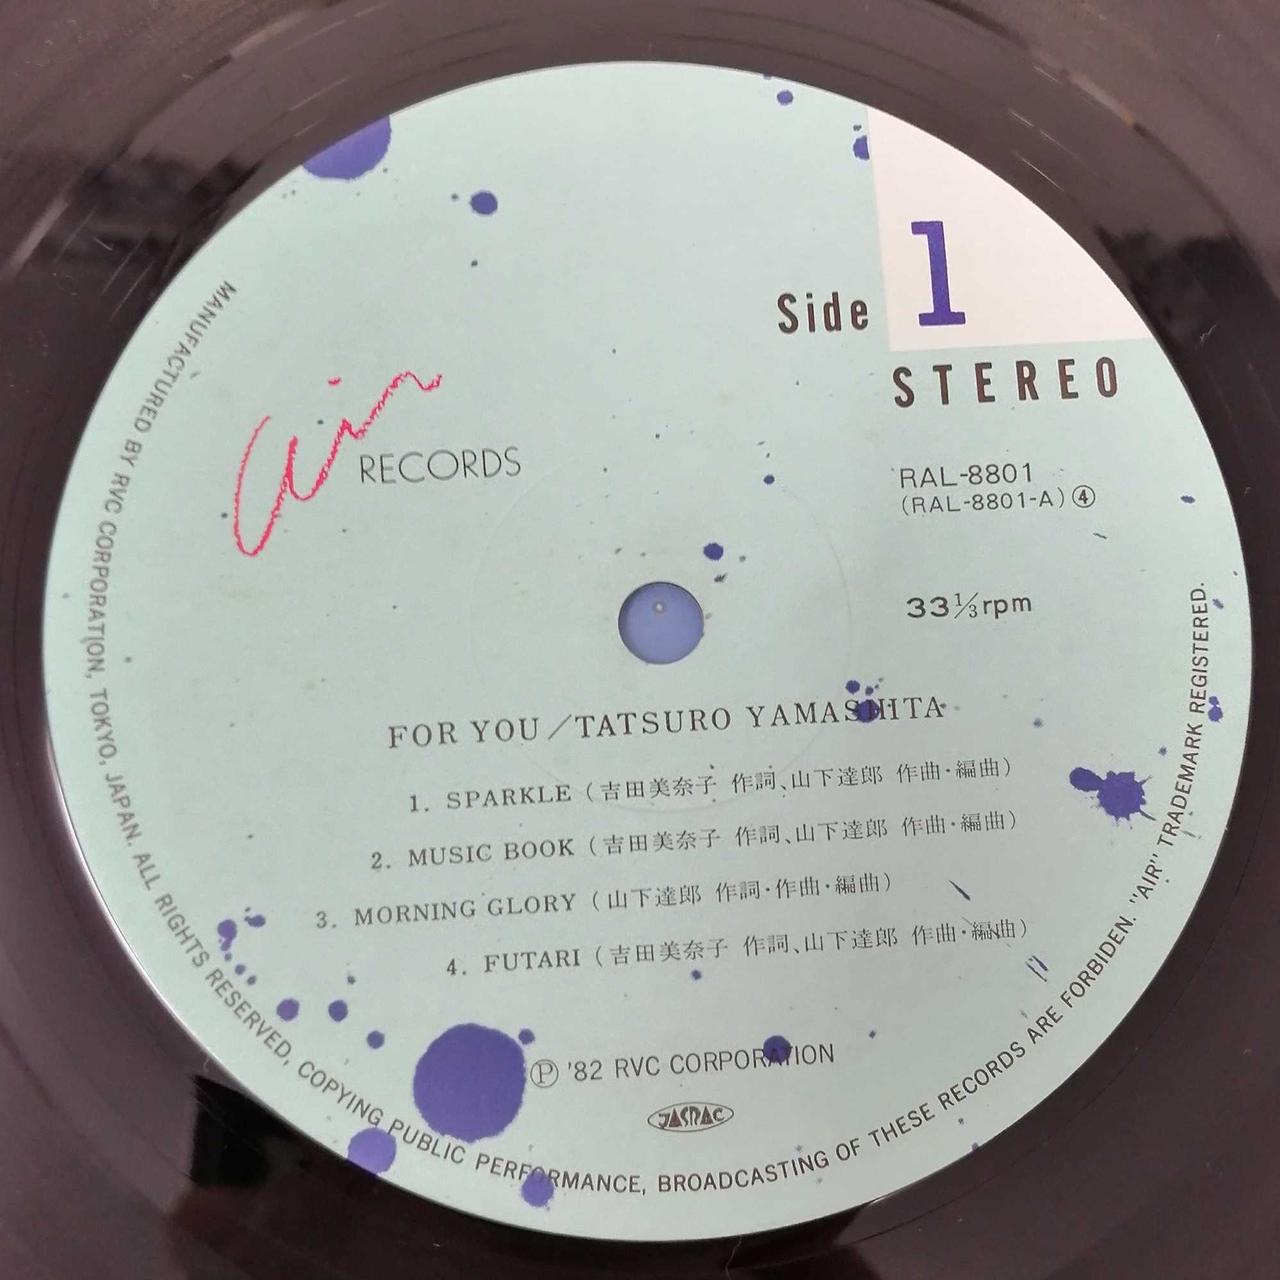 Side 1
STEREO
air RECORDS
RAL-8801
(RAL-8801-A) ④
33 1/3 rpm
FOR YOU／TATSURO YAMASHITA
1. SPARKLE（吉田美奈子 作詞、山下達郎 作曲・編曲）
2. MUSIC BOOK（吉田美奈子 作詞、山下達郎 作曲・編曲）
3. MORNING GLORY（山下達郎 作詞・作曲・編曲）
4. FUTARI（吉田美奈子 作詞、山下達郎 作曲・編曲）
Ⓟ '82 RVC CORPORATION
JASRAC
MANUFACTURED BY RVC CORPORATION, TOKYO, JAPAN. ALL RIGHTS RESERVED, COPYING PUBLIC PERFORMANCE, BROADCASTING OF THESE RECORDS ARE FORBIDEN. "AIR" TRADEMARK REGISTERED.